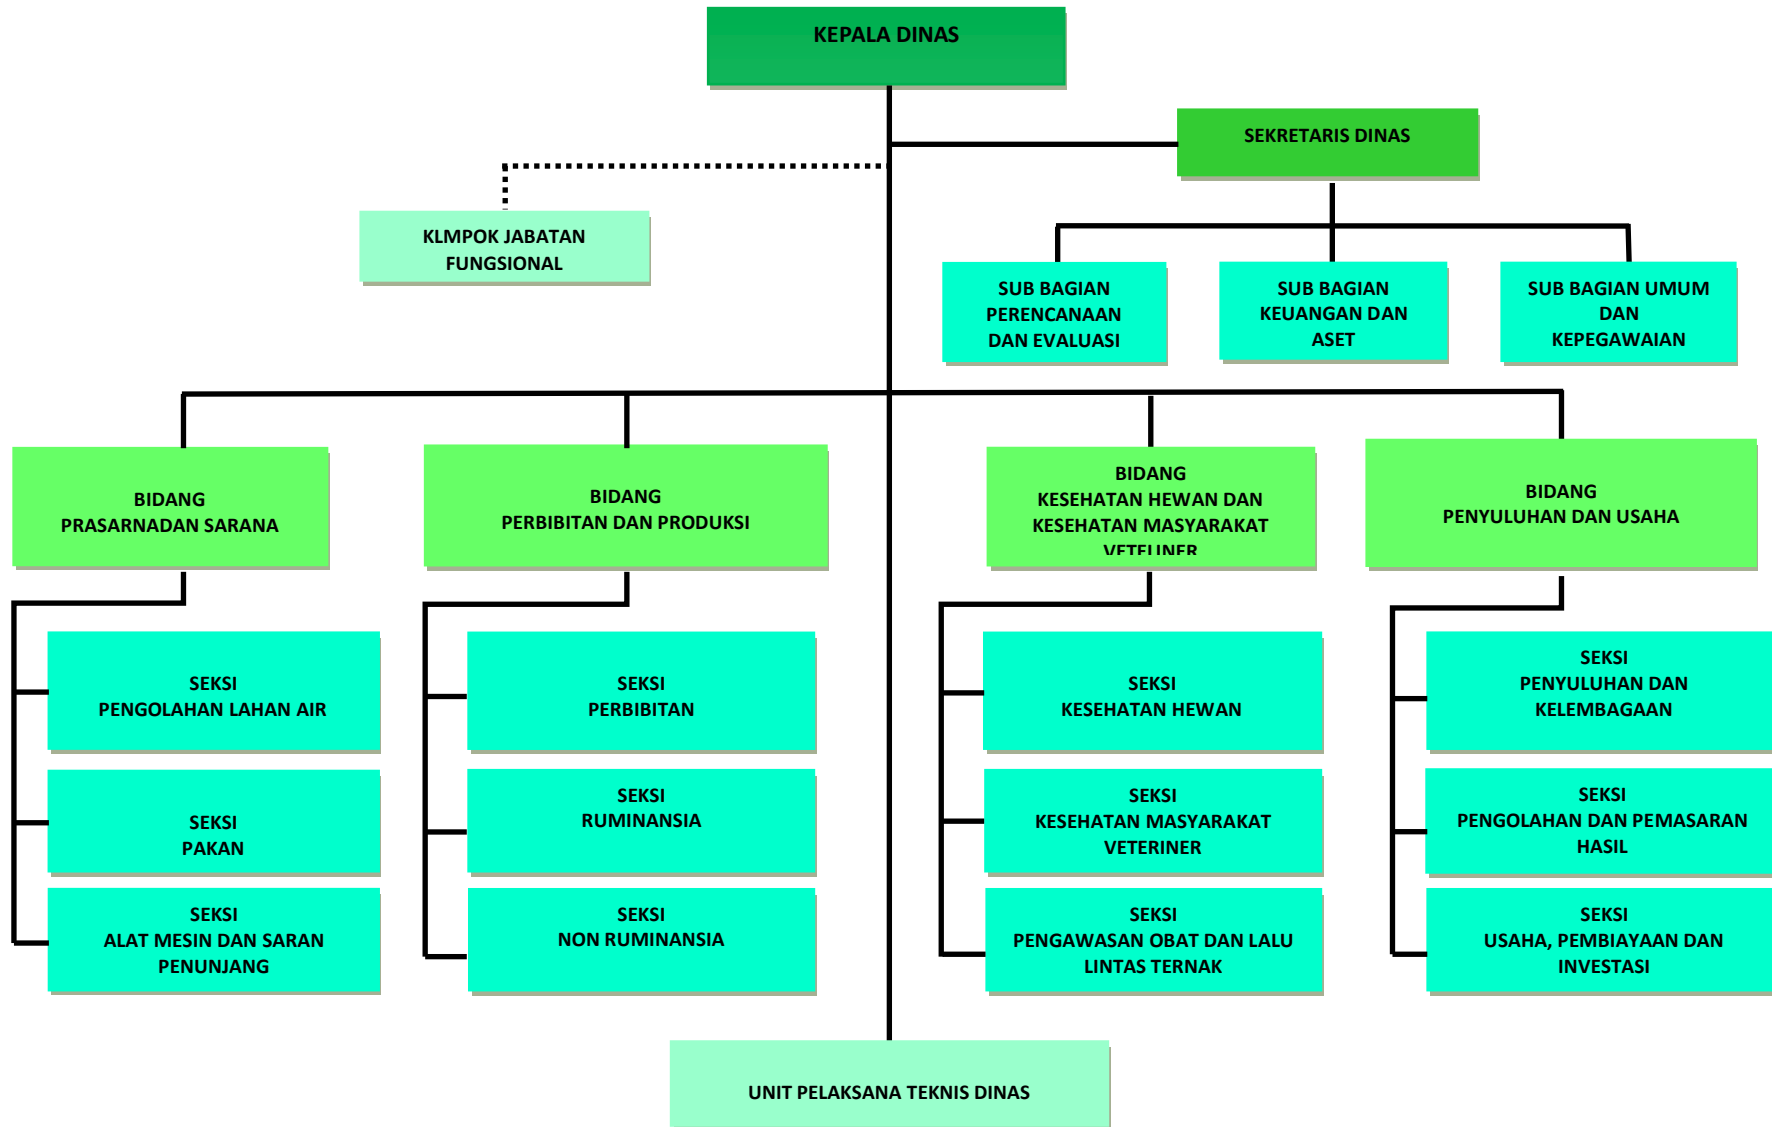 KEPALA DINAS
SEKRETARIS DINAS
KLMPOK JABATAN
FUNGSIONAL
SUB BAGIAN
PERENCANAAN
DAN EVALUASI
SUB BAGIAN
KEUANGAN DAN
ASET
SUB BAGIAN UMUM
DAN
KEPEGAWAIAN
BIDANG
PRASARNADAN SARANA
BIDANG
PERBIBITAN DAN PRODUKSI
BIDANG
KESEHATAN HEWAN DAN
KESEHATAN MASYARAKAT
VETELINER
BIDANG
PENYULUHAN DAN USAHA
SEKSI
PENGOLAHAN LAHAN AIR
SEKSI
PAKAN
SEKSI
ALAT MESIN DAN SARAN
PENUNJANG
SEKSI
PERBIBITAN
SEKSI
RUMINANSIA
SEKSI
NON RUMINANSIA
SEKSI
KESEHATAN HEWAN
SEKSI
KESEHATAN MASYARAKAT
VETERINER
SEKSI
PENGAWASAN OBAT DAN LALU
LINTAS TERNAK
SEKSI
PENYULUHAN DAN
KELEMBAGAAN
SEKSI
PENGOLAHAN DAN PEMASARAN
HASIL
SEKSI
USAHA, PEMBIAYAAN DAN
INVESTASI
UNIT PELAKSANA TEKNIS DINAS